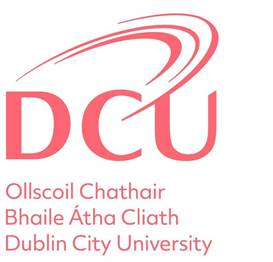 DCU
Ollscoil Chathair
Bhaile Átha Cliath
Dublin City University